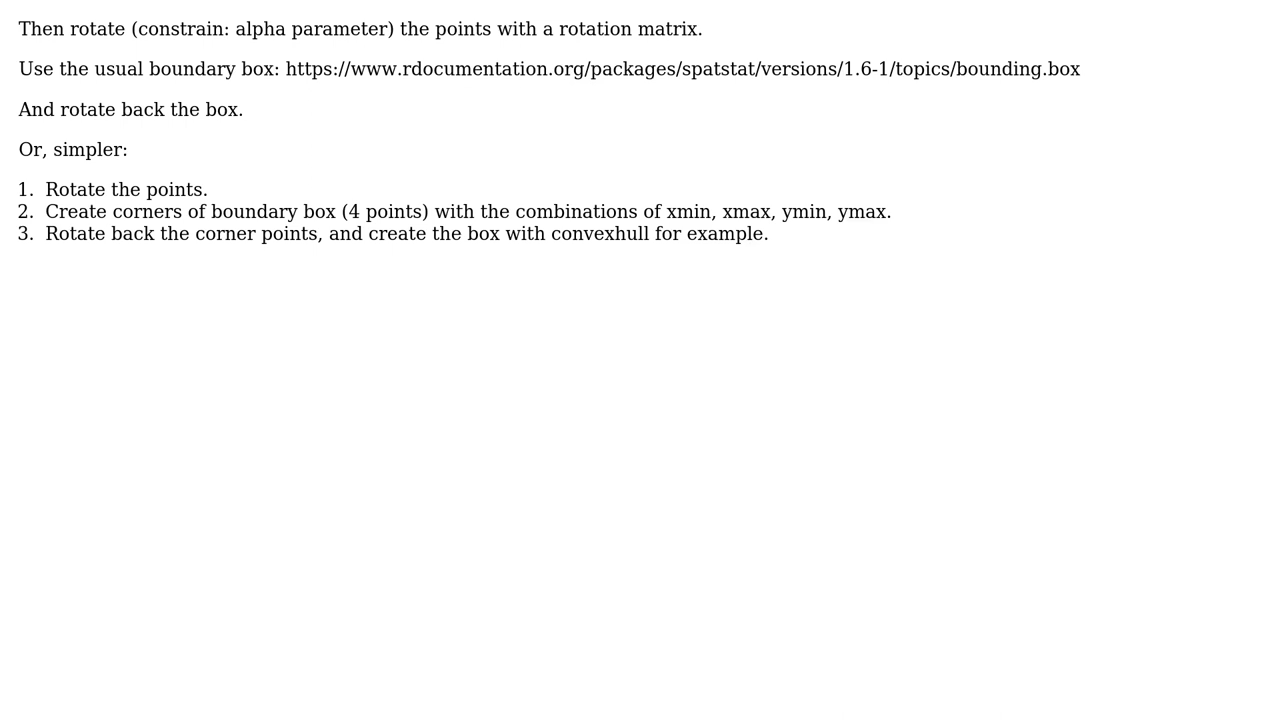 Then rotate (constrain: alpha parameter) the points with a rotation matrix.
Use the usual boundary box: https://www.rdocumentation.org/packages/spatstat/versions/1.6-1/topics/bounding.box
And rotate back the box.
Or, simpler:
1. Rotate the points.
2. Create corners of boundary box (4 points) with the combinations of xmin, xmax, ymin, ymax.
3. Rotate back the corner points, and create the box with convexhull for example.